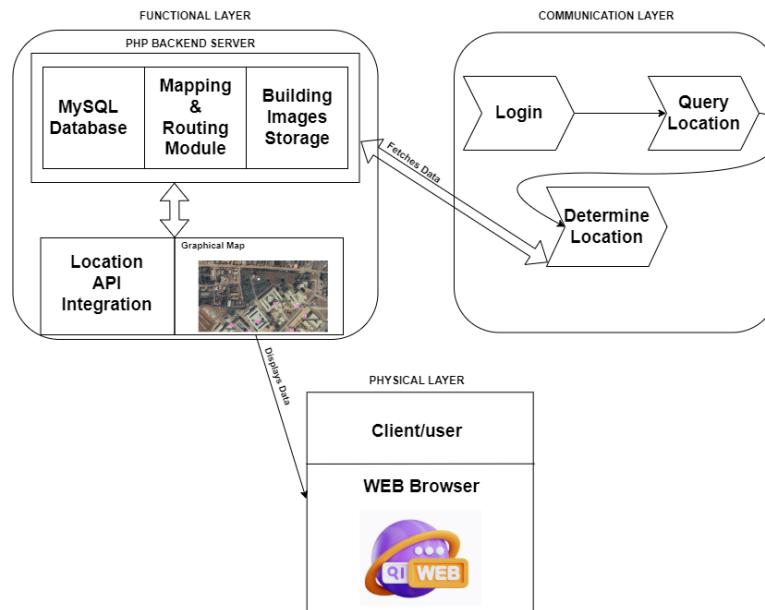 FUNCTIONAL LAYER
PHP BACKEND SERVER
MySQL
Database
Mapping
&
Routing
Module
Building
Images
Storage
Location
API
Integration
Graphical Map
COMMUNICATION LAYER
Login
Query
Location
Determine
Location
Fetches Data
Displays Data
PHYSICAL LAYER
Client/user
WEB Browser
WEB